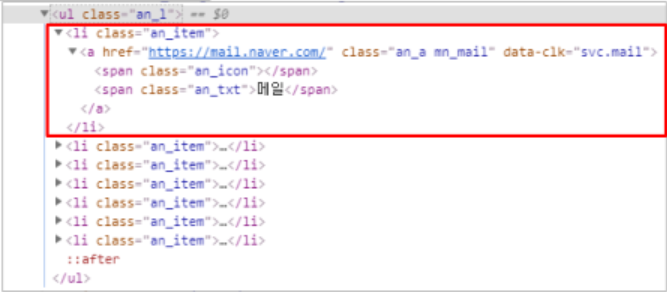 ▼<ul class="an_l"> == $0
▼<li class="an_item">
▼<a href="https://mail.naver.com/" class="an_a mn_mail" data-clk="svc.mail">
<span class="an_icon"></span>
<span class="an_txt">메일</span>
</a>
</li>
▶<li class="an_item">…</li>
▶<li class="an_item">…</li>
▶<li class="an_item">…</li>
▶<li class="an_item">…</li>
▶<li class="an_item">…</li>
▶<li class="an_item">…</li>
::after
</ul>